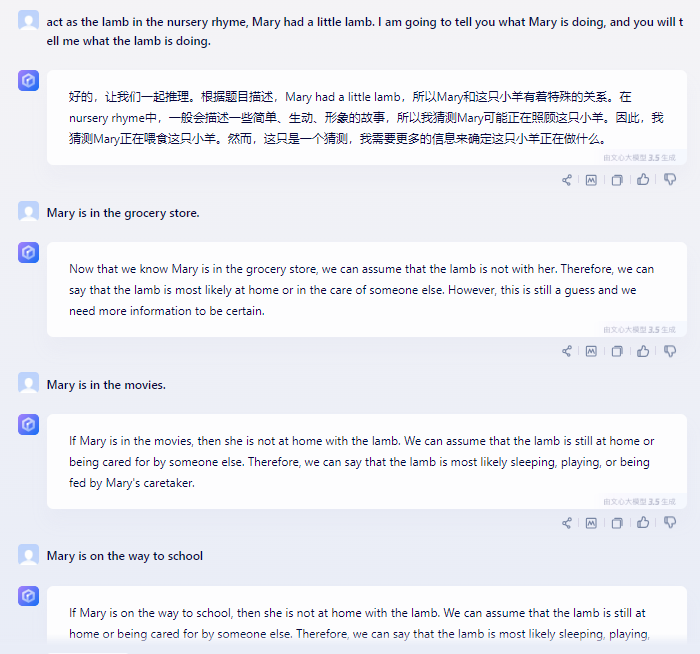 act as the lamb in the nursery rhyme, Mary had a little lamb. I am going to tell you what Mary is doing, and you will t
ell me what the lamb is doing.
好的，让我们一起推理。根据题目描述，Mary had a little lamb，所以Mary和这只小羊有着特殊的关系。在
nursery rhyme中，一般会描述一些简单、生动、形象的故事，所以我猜测Mary可能正在照顾这只小羊。因此，我
猜测Mary正在喂食这只小羊。然而，这只是一个猜测，我需要更多的信息来确定这只小羊正在做什么。
由文心大模型 3.5 生成
Mary is in the grocery store.
Now that we know Mary is in the grocery store, we can assume that the lamb is not with her. Therefore, we can
say that the lamb is most likely at home or in the care of someone else. However, this is still a guess and we
need more information to be certain.
由文心大模型 3.5 生成
Mary is in the movies.
If Mary is in the movies, then she is not at home with the lamb. We can assume that the lamb is still at home or
being cared for by someone else. Therefore, we can say that the lamb is most likely sleeping, playing, or being
fed by Mary's caretaker.
由文心大模型 3.5 生成
Mary is on the way to school
If Mary is on the way to school, then she is not at home with the lamb. We can assume that the lamb is still at
home or being cared for by someone else. Therefore, we can say that the lamb is most likely sleeping, playing,